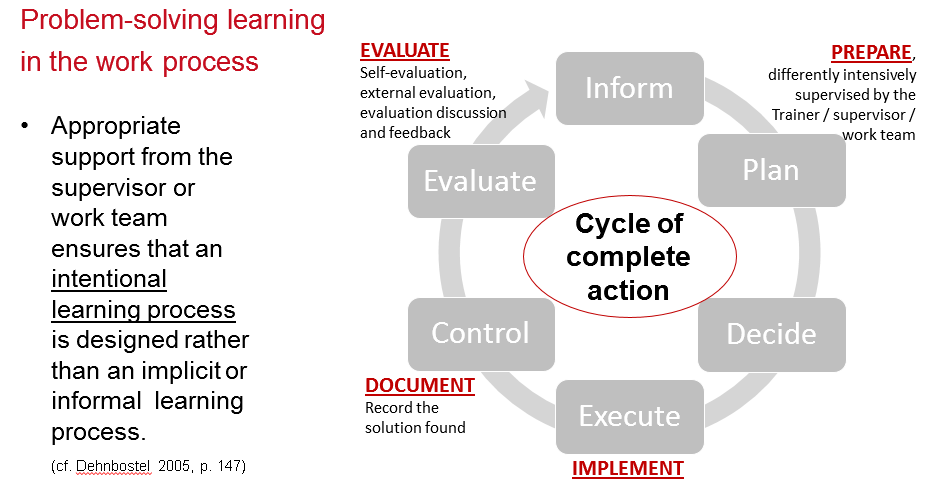 Problem-solving learning
in the work process
• Appropriate
support from the
supervisor or
work team
ensures that an
intentional
learning process
is designed rather
than an implicit or
informal learning
process.
(cf. Dehnbostel 2005, p. 147)
EVALUATE
Self-evaluation,
external evaluation,
evaluation discussion
and feedback
Inform
PREPARE,
differently intensively
supervised by the
Trainer / supervisor /
work team
Evaluate
Plan
Cycle of
complete
action
Control
Decide
DOCUMENT
Record the
solution found
Execute
IMPLEMENT